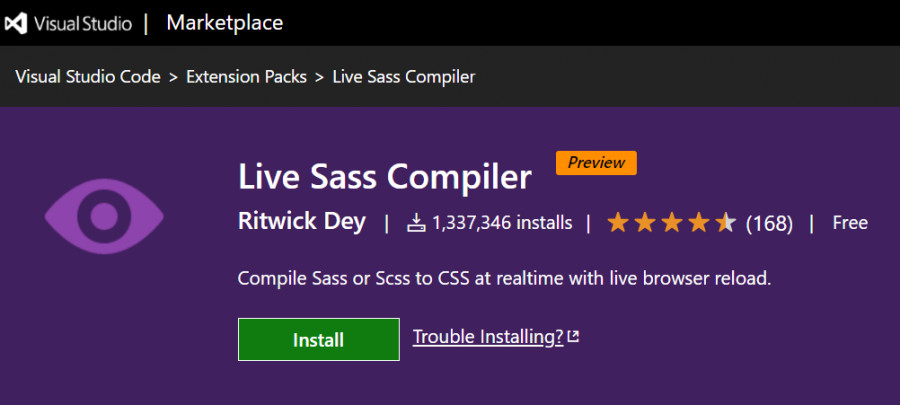 Visual Studio | Marketplace
Visual Studio Code > Extension Packs > Live Sass Compiler
Live Sass Compiler Preview
Ritwick Dey | 1,337,346 installs | (168) | Free
Compile Sass or Scss to CSS at realtime with live browser reload.
Install Trouble Installing?